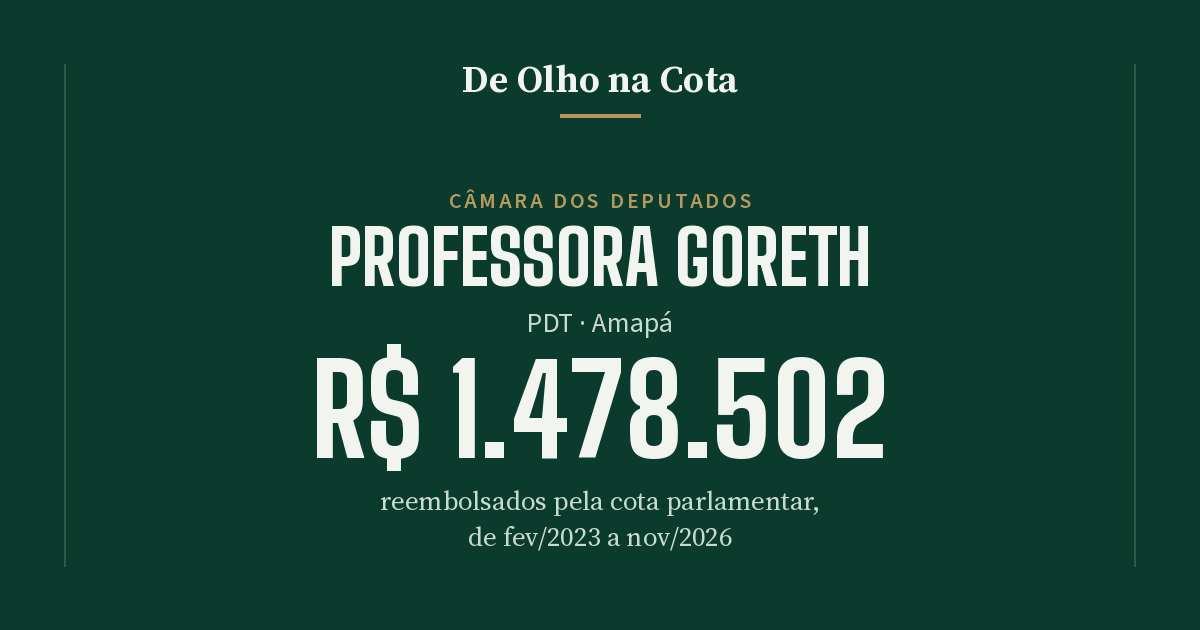 De Olho na Cota
CÂMARA DOS DEPUTADOS
PROFESSORA GORETH
PDT · Amapá
R$ 1.478.502
reembolsados pela cota parlamentar,
de fev/2023 a nov/2026